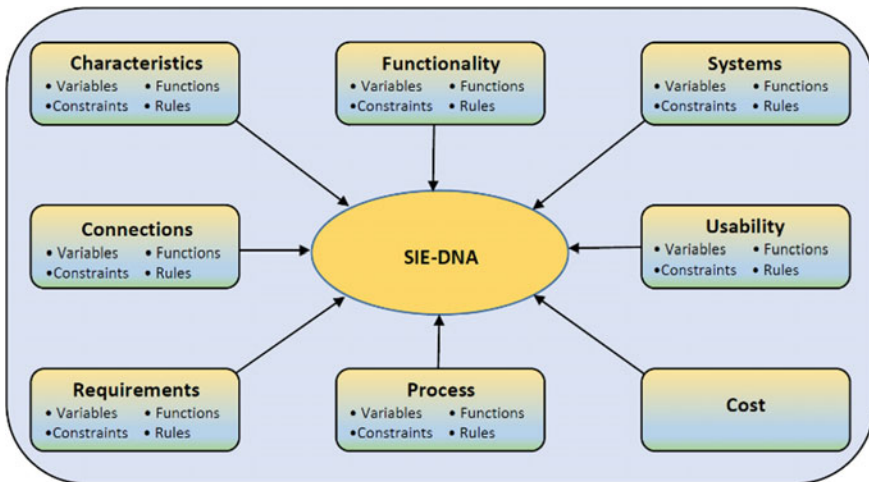 Characteristics
• Variables • Functions
•Constraints • Rules
Functionality
• Variables • Functions
•Constraints • Rules
Systems
• Variables • Functions
•Constraints • Rules
Connections
• Variables • Functions
•Constraints • Rules
SIE-DNA
Usability
• Variables • Functions
•Constraints • Rules
Requirements
• Variables • Functions
•Constraints • Rules
Process
• Variables • Functions
•Constraints • Rules
Cost